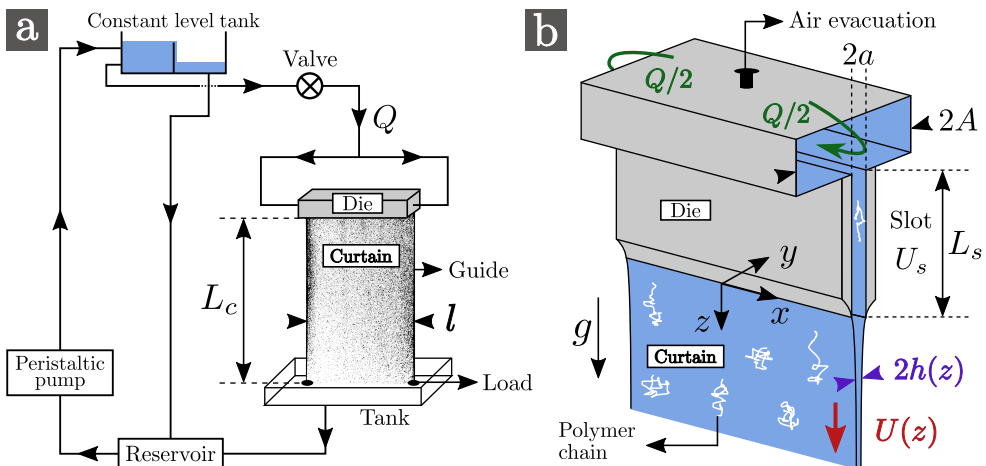 a
Constant level tank
Valve
Q
Die
Curtain
Guide
L_c
l
Peristaltic
pump
Load
Tank
Reservoir
b
Air evacuation
2a
Q/2
Q/2
2A
Die
Slot
U_s
L_s
y
x
z
g
Curtain
2h(z)
U(z)
Polymer
chain